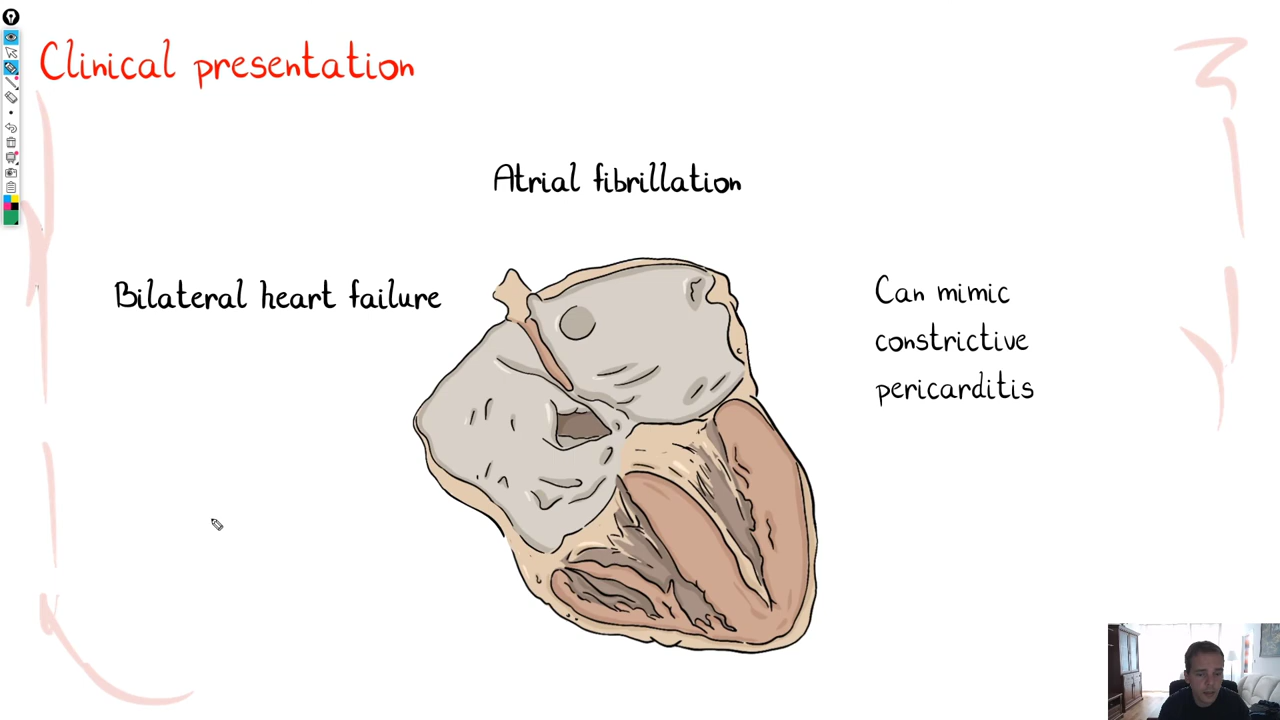 Clinical presentation
Atrial fibrillation
Bilateral heart failure
Can mimic
constrictive
pericarditis